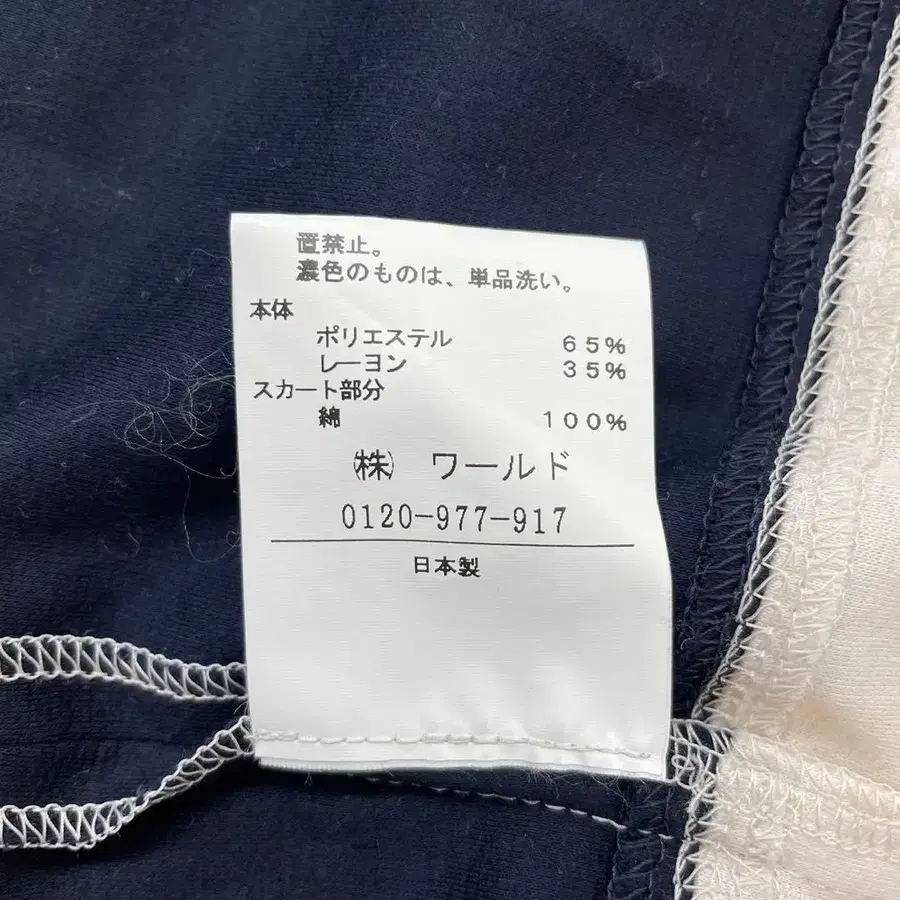 置禁止。
濃色のものは、単品洗い。
本体
ポリエステル ６５％
レーヨン ３５％
スカート部分
綿 １００％
㈱ ワールド
0120-977-917
日本製